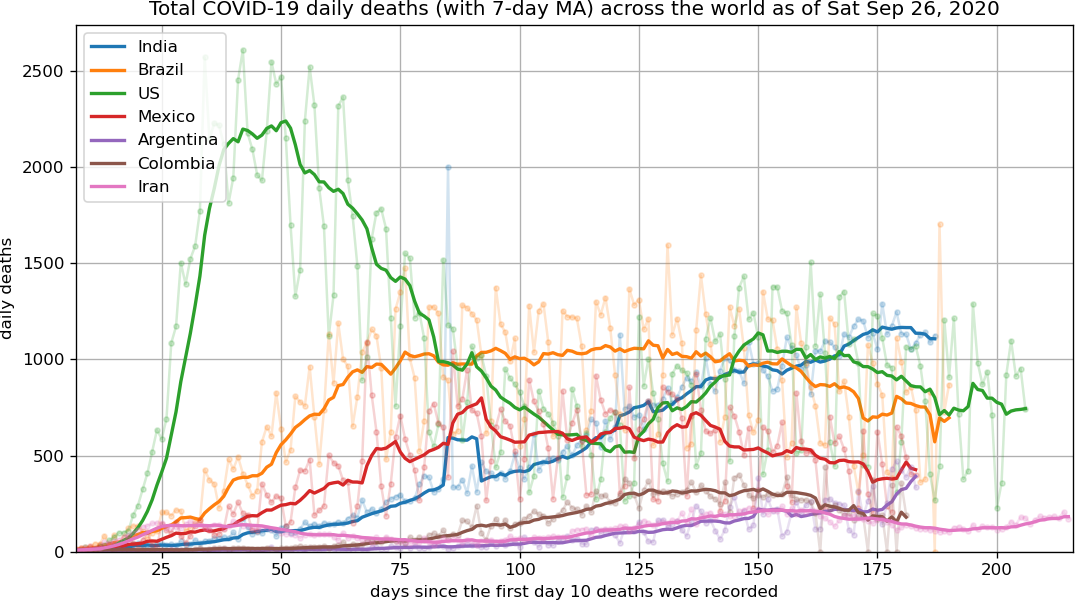 Total COVID-19 daily deaths (with 7-day MA) across the world as of Sat Sep 26, 2020
India
Brazil
US
Mexico
Argentina
Colombia
Iran
daily deaths
2500
2000
1500
1000
500
0
25 50 75 100 125 150 175 200
days since the first day 10 deaths were recorded